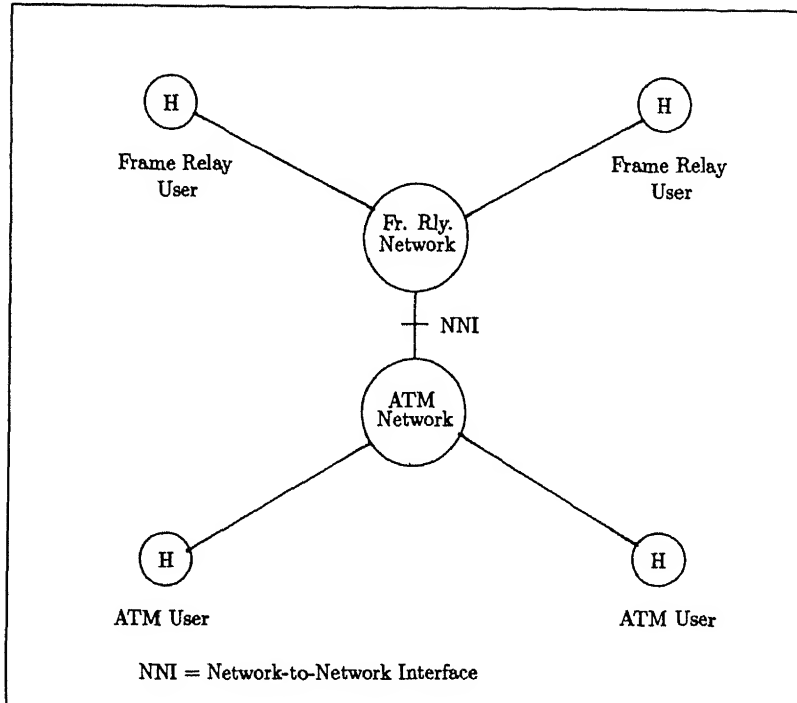 H
H
Frame Relay
User
Frame Relay
User
Fr. Rly.
Network
NNI
ATM
Network
H
H
ATM User
ATM User
NNI = Network-to-Network Interface